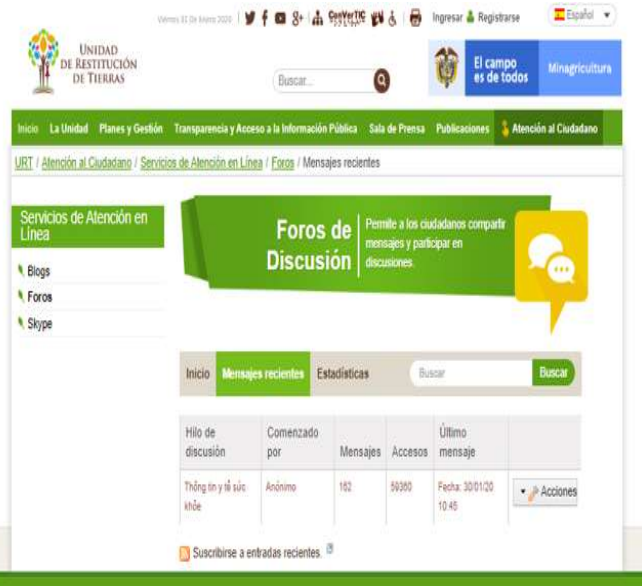 Viernes 31 De Enero 2020
ConVerTIC
Ingresar Registrarse
Español
UNIDAD
DE RESTITUCIÓN
DE TIERRAS
Buscar...
El campo
es de todos
Minagricultura
Inicio La Unidad Planes y Gestión Transparencia y Acceso a la Información Pública Sala de Prensa Publicaciones Atención al Ciudadano
URT / Atención al Ciudadano / Servicios de Atención en Línea / Foros / Mensajes recientes
Servicios de Atención en
Línea
Blogs
Foros
Skype
Foros de
Discusión
Permite a los ciudadanos compartir
mensajes y participar en
discusiones.
Inicio Mensajes recientes Estadísticas Buscar Buscar
Hilo de
discusión
Comenzado
por
Mensajes
Accesos
Último
mensaje
Thông tin y tế sức
khỏe
Anónimo
162
59360
Fecha: 30/01/20
10:45
Acciones
Suscribirse a entradas recientes.